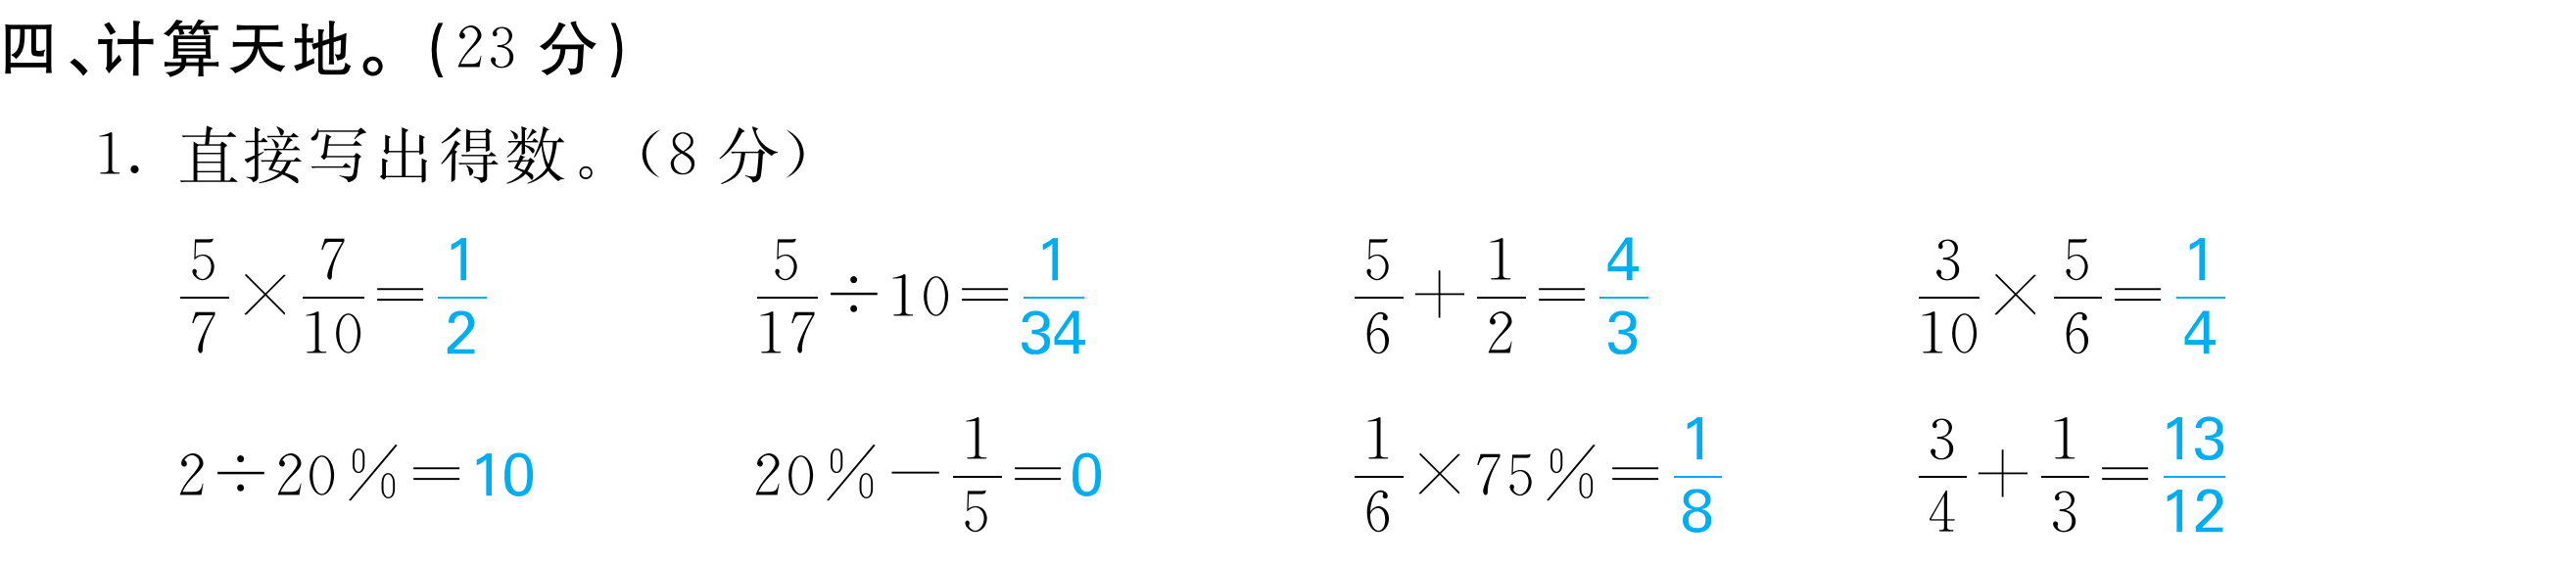 四、计算天地。(23 分)
1. 直接写出得数。(8 分)
5/7 × 7/10 = 1/2  5/17 ÷ 10 = 1/34  5/6 + 1/2 = 4/3  3/10 × 5/6 = 1/4
2 ÷ 20% = 10  20% − 1/5 = 0  1/6 × 75% = 1/8  3/4 + 1/3 = 13/12